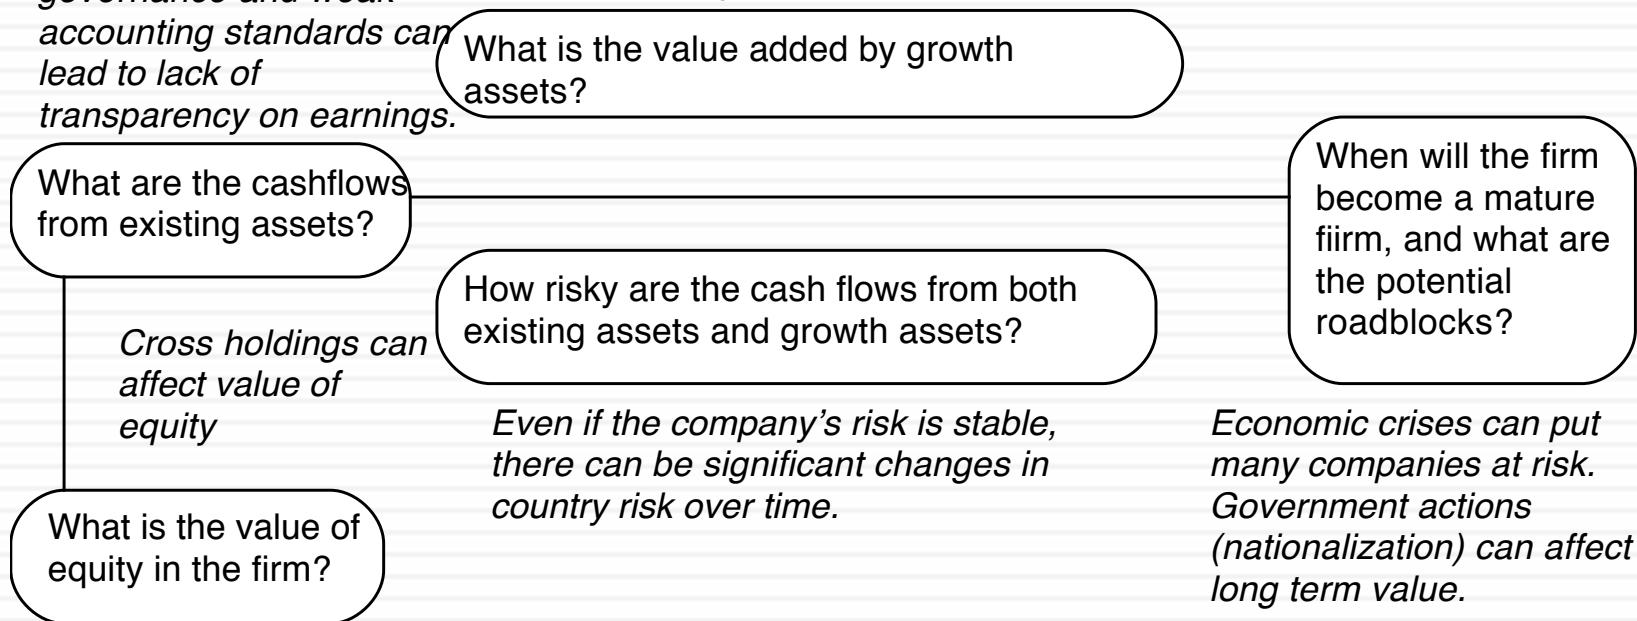 governance and weak
accounting standards can
lead to lack of
transparency on earnings.
What is the value added by growth
assets?
What are the cashflows
from existing assets?
When will the firm
become a mature
fiirm, and what are
the potential
roadblocks?
How risky are the cash flows from both
existing assets and growth assets?
Cross holdings can
affect value of
equity
Even if the company’s risk is stable,
there can be significant changes in
country risk over time.
Economic crises can put
many companies at risk.
Government actions
(nationalization) can affect
long term value.
What is the value of
equity in the firm?